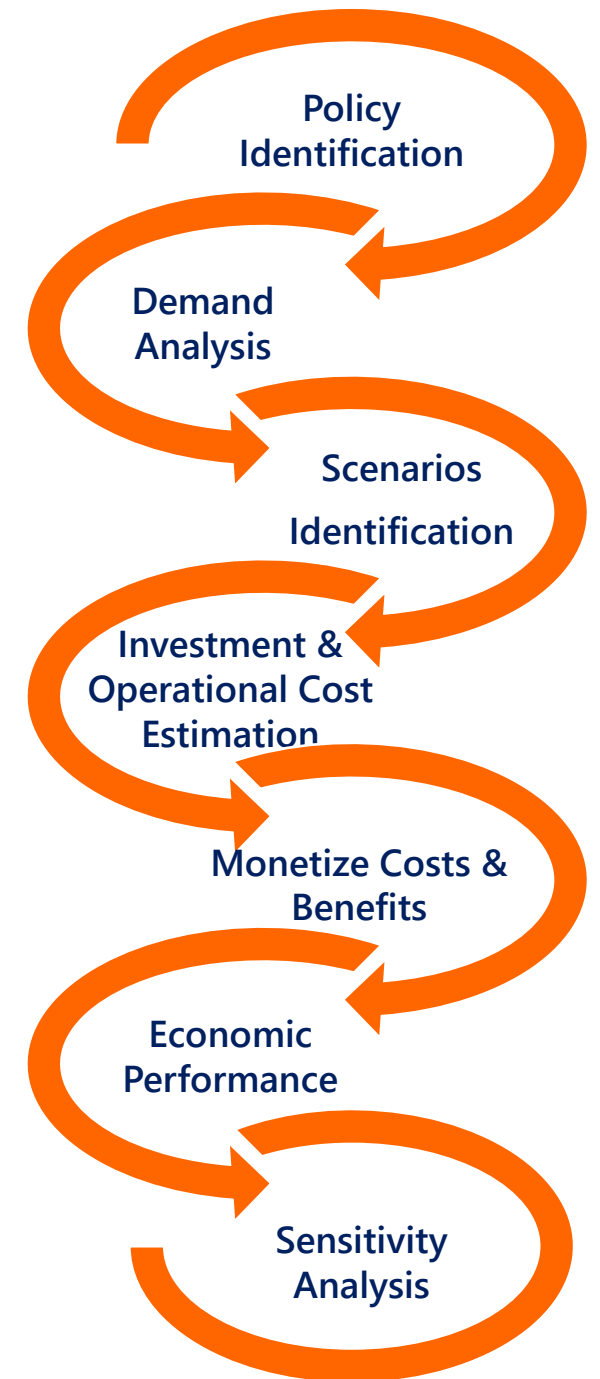 Policy
Identification
Demand
Analysis
Scenarios
Identification
Investment &
Operational Cost
Estimation
Monetize Costs &
Benefits
Economic
Performance
Sensitivity
Analysis